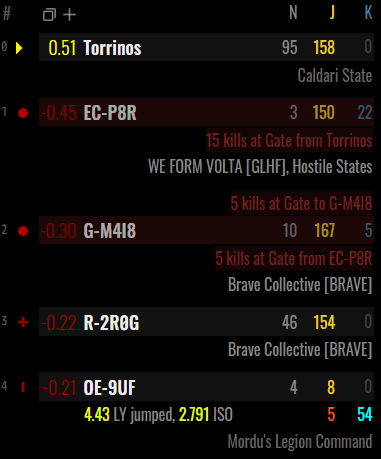 # N J K
0 0.51 Torrinos 95 158 0
Caldari State
1 -0.45 EC-P8R 3 150 22
15 kills at Gate from Torrinos
WE FORM VOLTA [GLHF], Hostile States
5 kills at Gate to G-M4I8
2 -0.30 G-M4I8 10 167 5
5 kills at Gate from EC-P8R
Brave Collective [BRAVE]
3 -0.22 R-2R0G 46 154 0
Brave Collective [BRAVE]
4 -0.21 OE-9UF 4 8 0
4.43 LY jumped, 2.791 ISO 5 54
Mordu's Legion Command